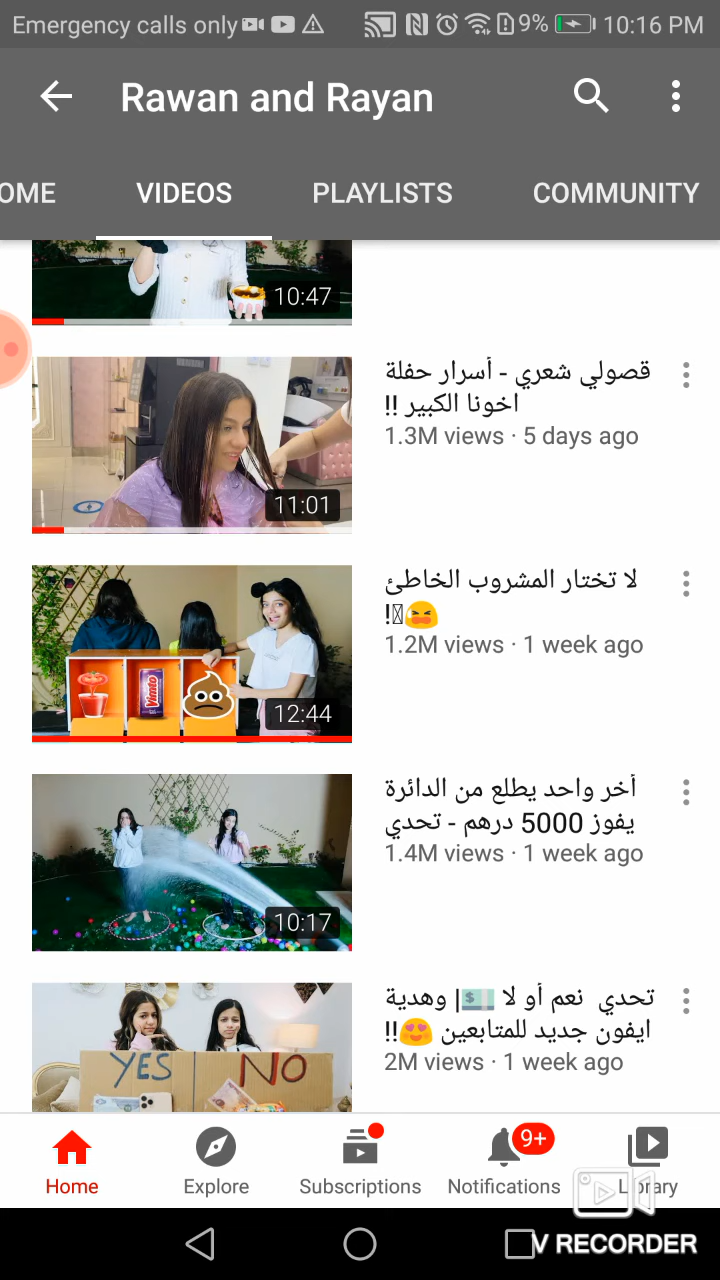 Emergency calls only 9% 10:16 PM
Rawan and Rayan
OME VIDEOS PLAYLISTS COMMUNITY
10:47
قصولي شعري - أسرار حفلة
اخونا الكبير !!
1.3M views · 5 days ago
11:01
لا تختار المشروب الخاطئ
😝!
1.2M views · 1 week ago
Vimto
12:44
أخر واحد يطلع من الدائرة
يفوز 5000 درهم - تحدي
1.4M views · 1 week ago
10:17
تحدي نعم أو لا 💵| وهدية
ايفون جديد للمتابعين 😍!!
2M views · 1 week ago
YES NO
9+
Home Explore Subscriptions Notifications Library
V RECORDER